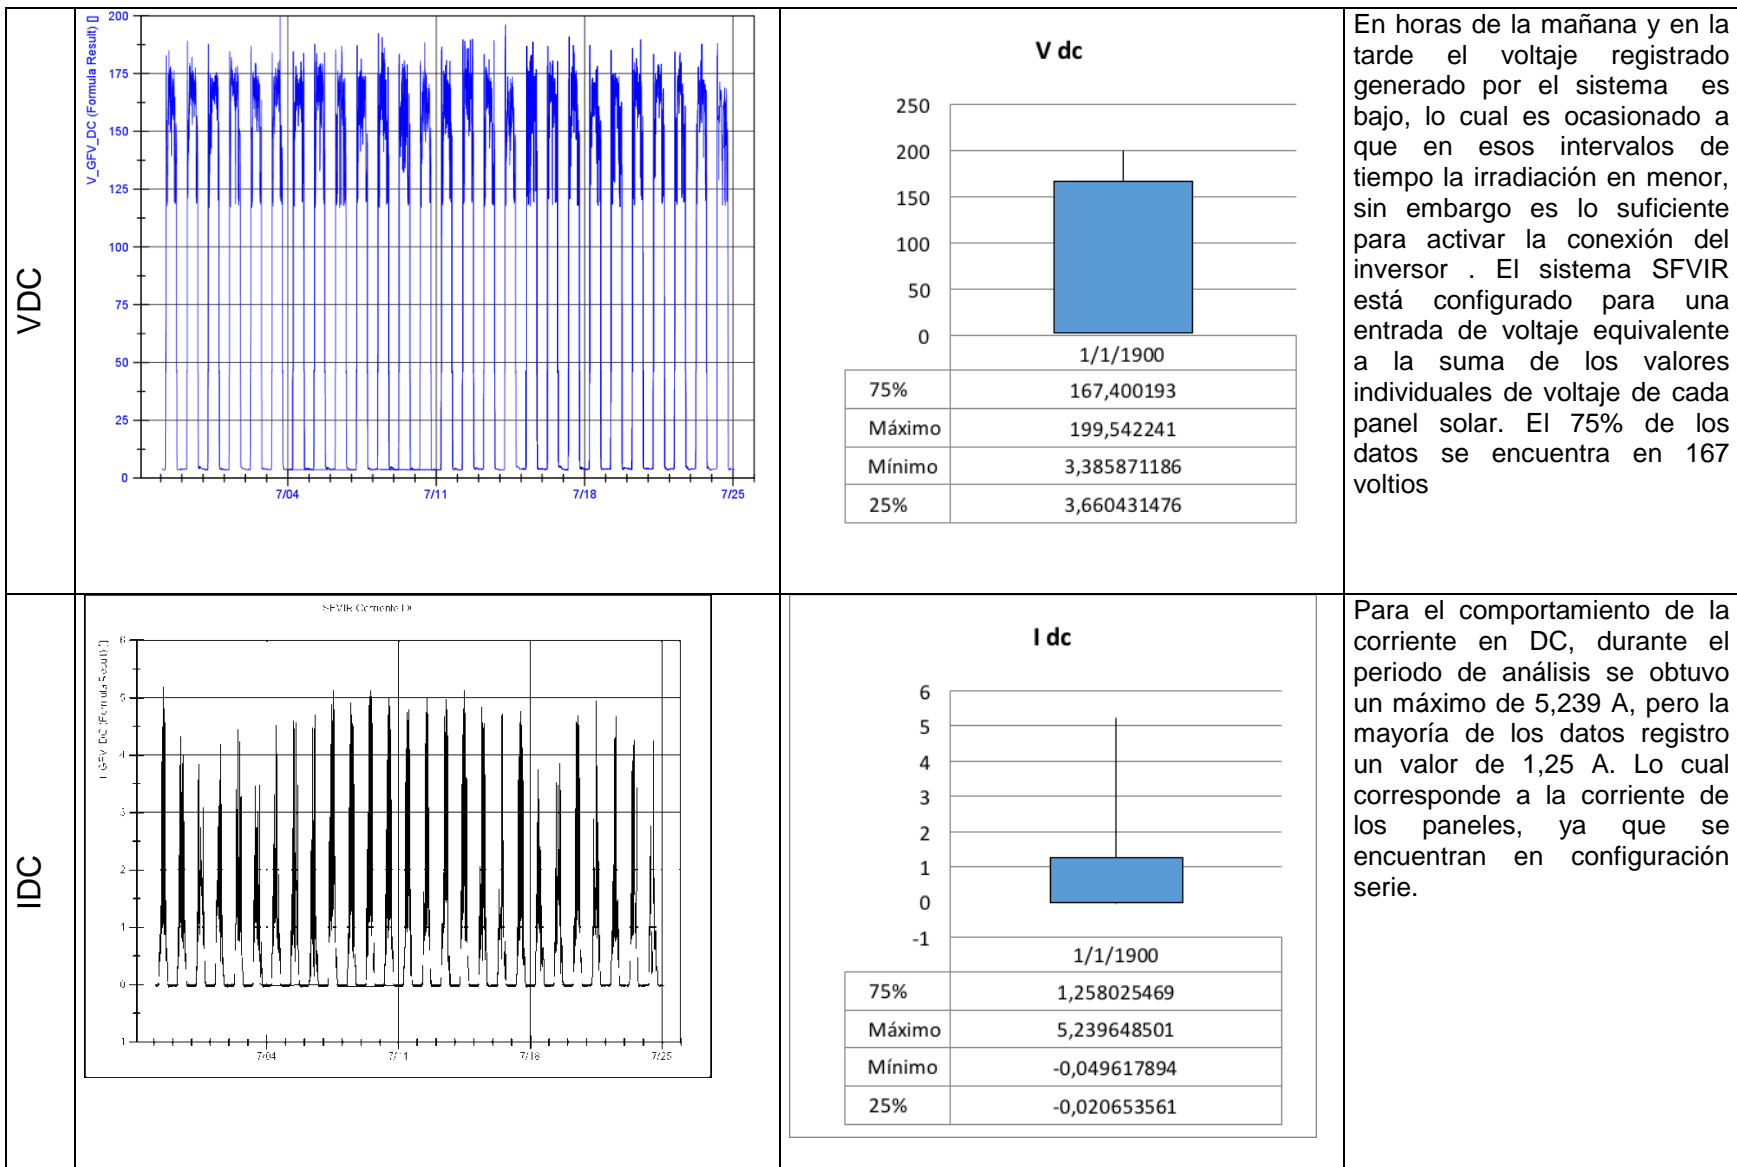 VDC
V_GFV_DC (Formula Result) []
200
175
150
125
100
75
50
25
0
7/04 7/11 7/18 7/25
V dc
250
200
150
100
50
0
1/1/1900
75% 167,400193
Máximo 199,542241
Mínimo 3,385871186
25% 3,660431476
En horas de la mañana y en la
tarde el voltaje registrado
generado por el sistema es
bajo, lo cual es ocasionado a
que en esos intervalos de
tiempo la irradiación en menor,
sin embargo es lo suficiente
para activar la conexión del
inversor . El sistema SFVIR
está configurado para una
entrada de voltaje equivalente
a la suma de los valores
individuales de voltaje de cada
panel solar. El 75% de los
datos se encuentra en 167
voltios
IDC
SFVIR Corriente
(Formula Result) []
6
5
4
3
2
1
0
1
7/04 7/11 7/18 7/25
I dc
6
5
4
3
2
1
0
-1
1/1/1900
75% 1,258025469
Máximo 5,239648501
Mínimo -0,049617894
25% -0,020653561
Para el comportamiento de la
corriente en DC, durante el
periodo de análisis se obtuvo
un máximo de 5,239 A, pero la
mayoría de los datos registro
un valor de 1,25 A. Lo cual
corresponde a la corriente de
los paneles, ya que se
encuentran en configuración
serie.